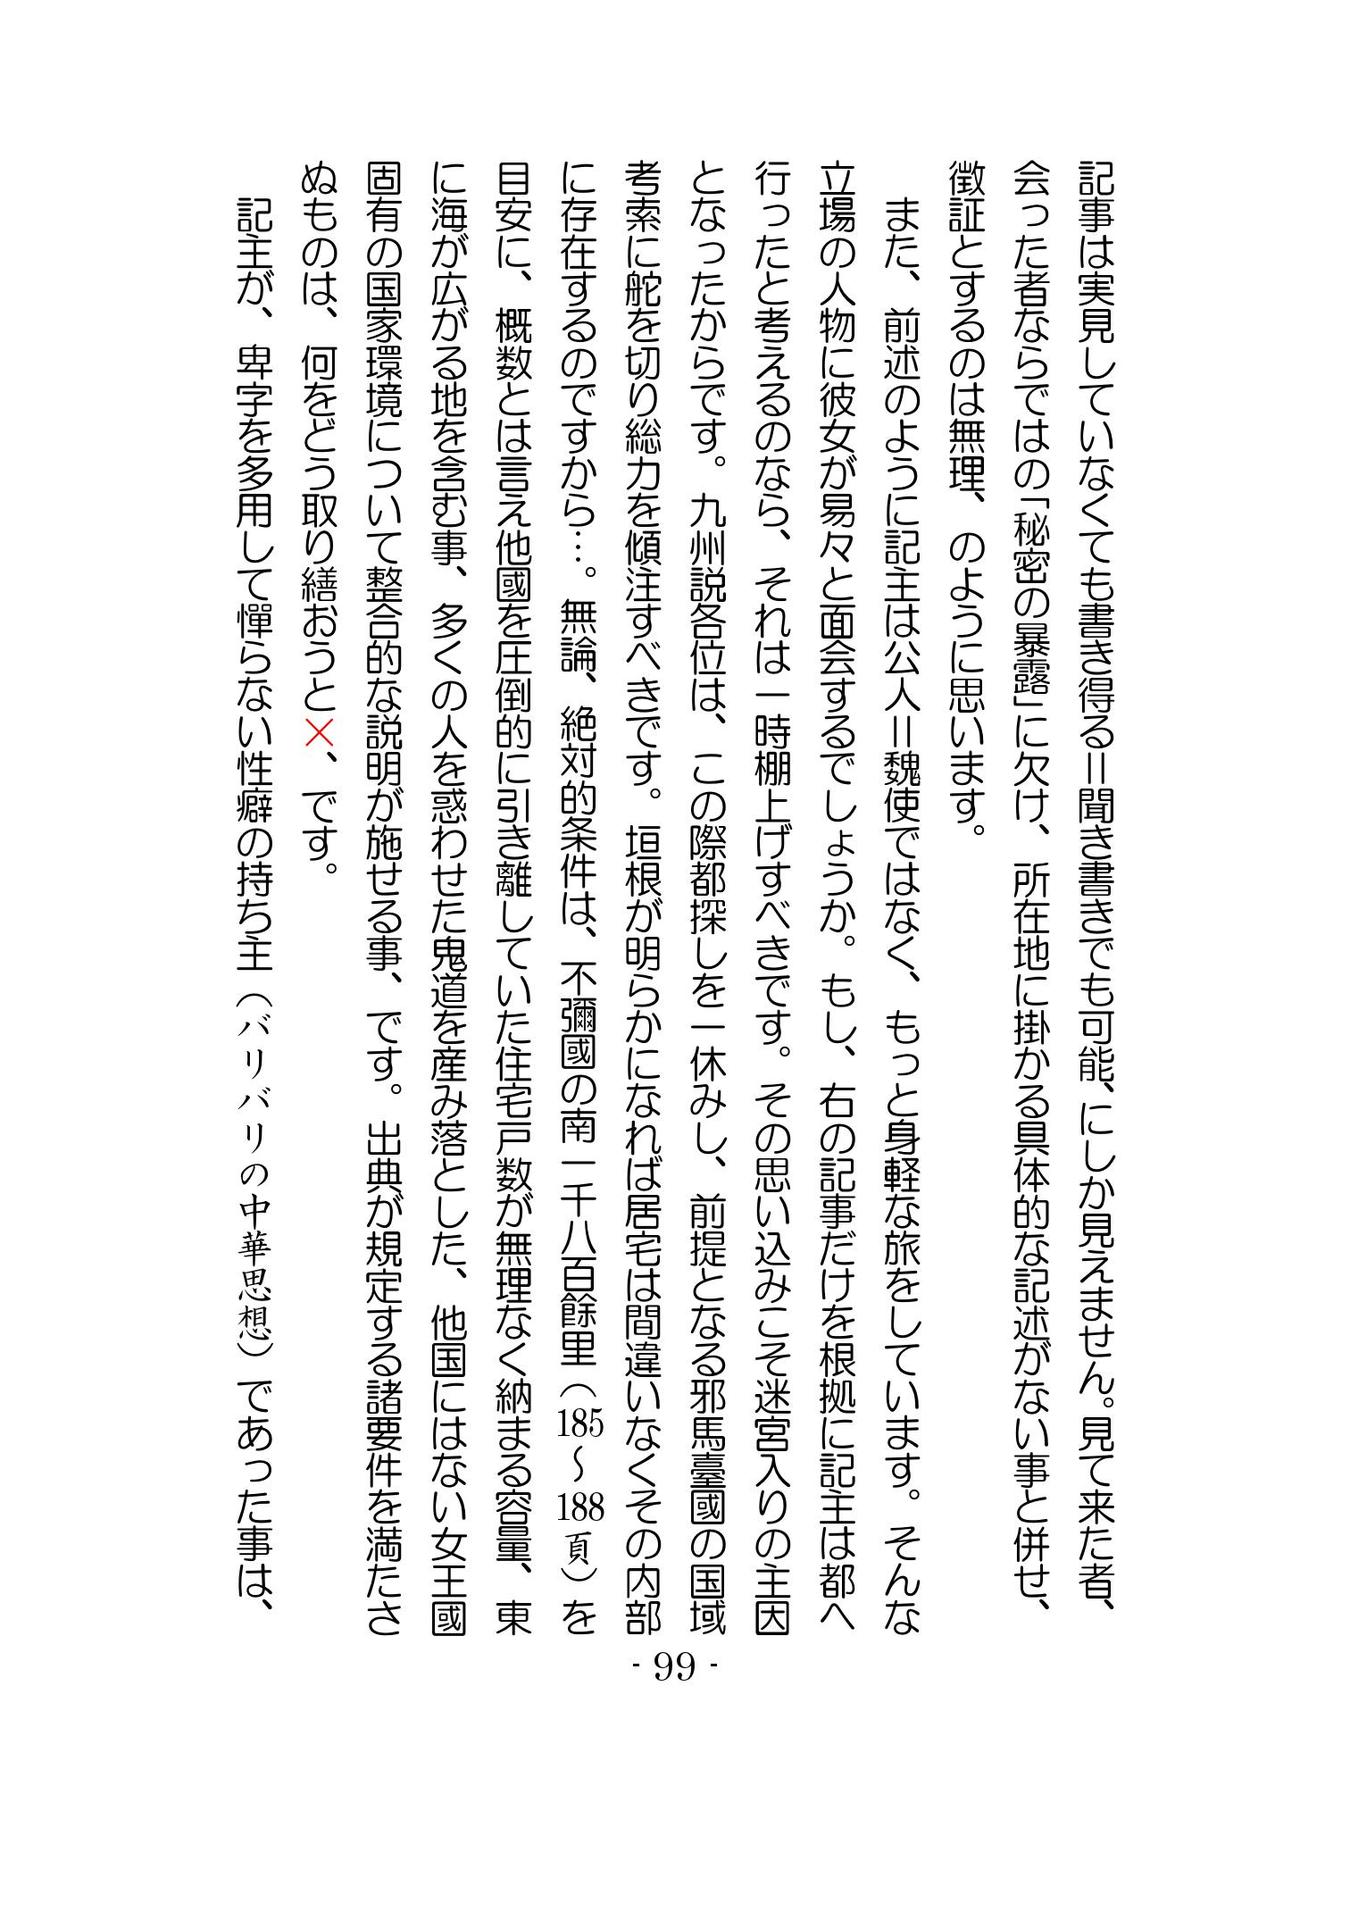 記事は実見していなくても書き得る＝聞き書きでも可能、にしか見えません。見て来た者、
会った者ならではの「秘密の暴露」に欠け、所在地に掛かる具体的な記述がない事と併せ、
徴証とするのは無理、のように思います。
　また、前述のように記主は公人＝魏使ではなく、もっと身軽な旅をしています。そんな
立場の人物に彼女が易々と面会するでしょうか。もし、右の記事だけを根拠に記主は都へ
行ったと考えるのなら、それは一時棚上げすべきです。その思い込みこそ迷宮入りの主因
となったからです。九州説各位は、この際都探しを一休みし、前提となる邪馬臺國の国域
考索に舵を切り総力を傾注すべきです。垣根が明らかになれば居宅は間違いなくその内部
に存在するのですから…。無論、絶対的条件は、不彌國の南一千八百餘里（185～188頁）を
目安に、概数とは言え他國を圧倒的に引き離していた住宅戸数が無理なく納まる容量、東
に海が広がる地を含む事、多くの人を惑わせた鬼道を産み落とした、他国にはない女王國
固有の国家環境について整合的な説明が施せる事、です。出典が規定する諸要件を満たさ
ぬものは、何をどう取り繕おうと×、です。
　記主が、卑字を多用して憚らない性癖の持ち主（バリバリの中華思想）であった事は、
- 99 -